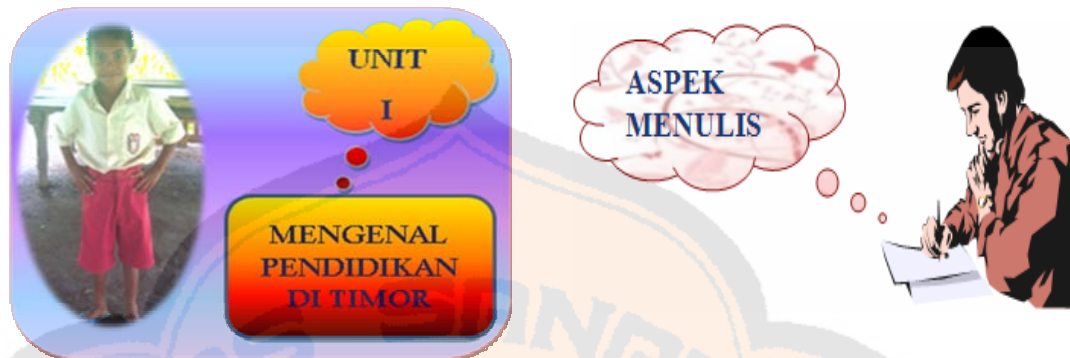 UNIT
I
MENGENAL
PENDIDIKAN
DI TIMOR
ASPEK
MENULIS